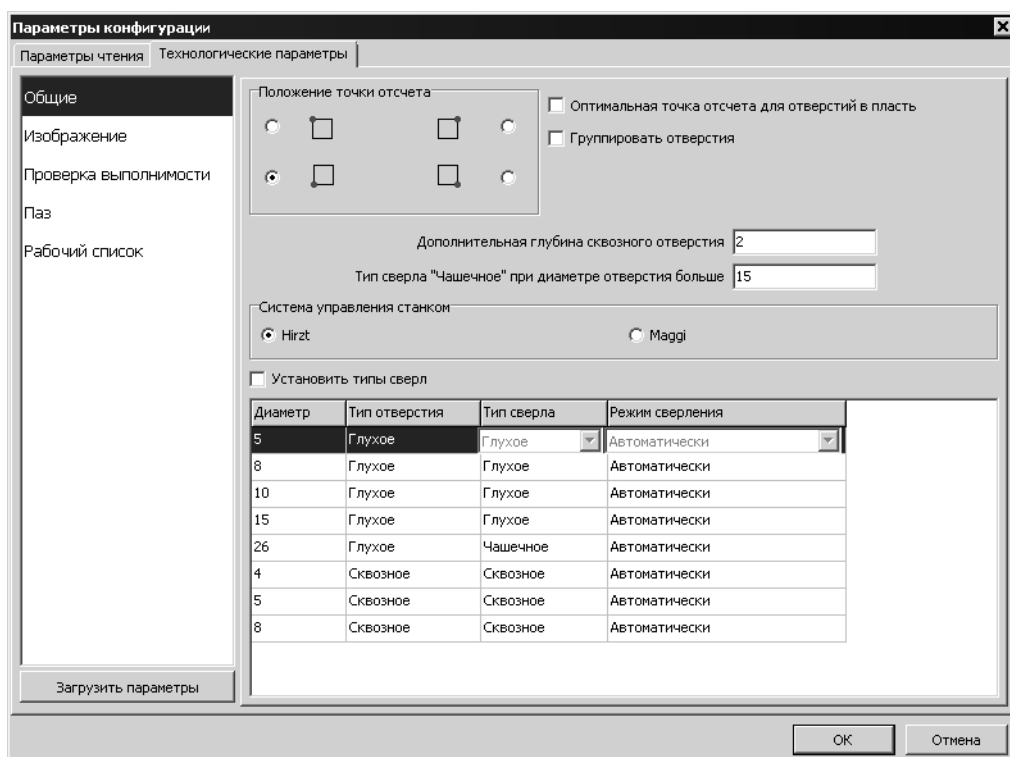 Параметры конфигурации
Параметры чтения Технологические параметры
Общие
Изображение
Проверка выполнимости
Паз
Рабочий список
Загрузить параметры
Положение точки отсчета
Оптимальная точка отсчета для отверстий в пласть
Группировать отверстия
Дополнительная глубина сквозного отверстия 2
Тип сверла "Чашечное" при диаметре отверстия больше 15
Система управления станком
Hirzt Maggi
Установить типы сверл
Диаметр Тип отверстия Тип сверла Режим сверления
5 Глухое Глухое Автоматически
8 Глухое Глухое Автоматически
10 Глухое Глухое Автоматически
15 Глухое Глухое Автоматически
26 Глухое Чашечное Автоматически
4 Сквозное Сквозное Автоматически
5 Сквозное Сквозное Автоматически
8 Сквозное Сквозное Автоматически
OK Отмена